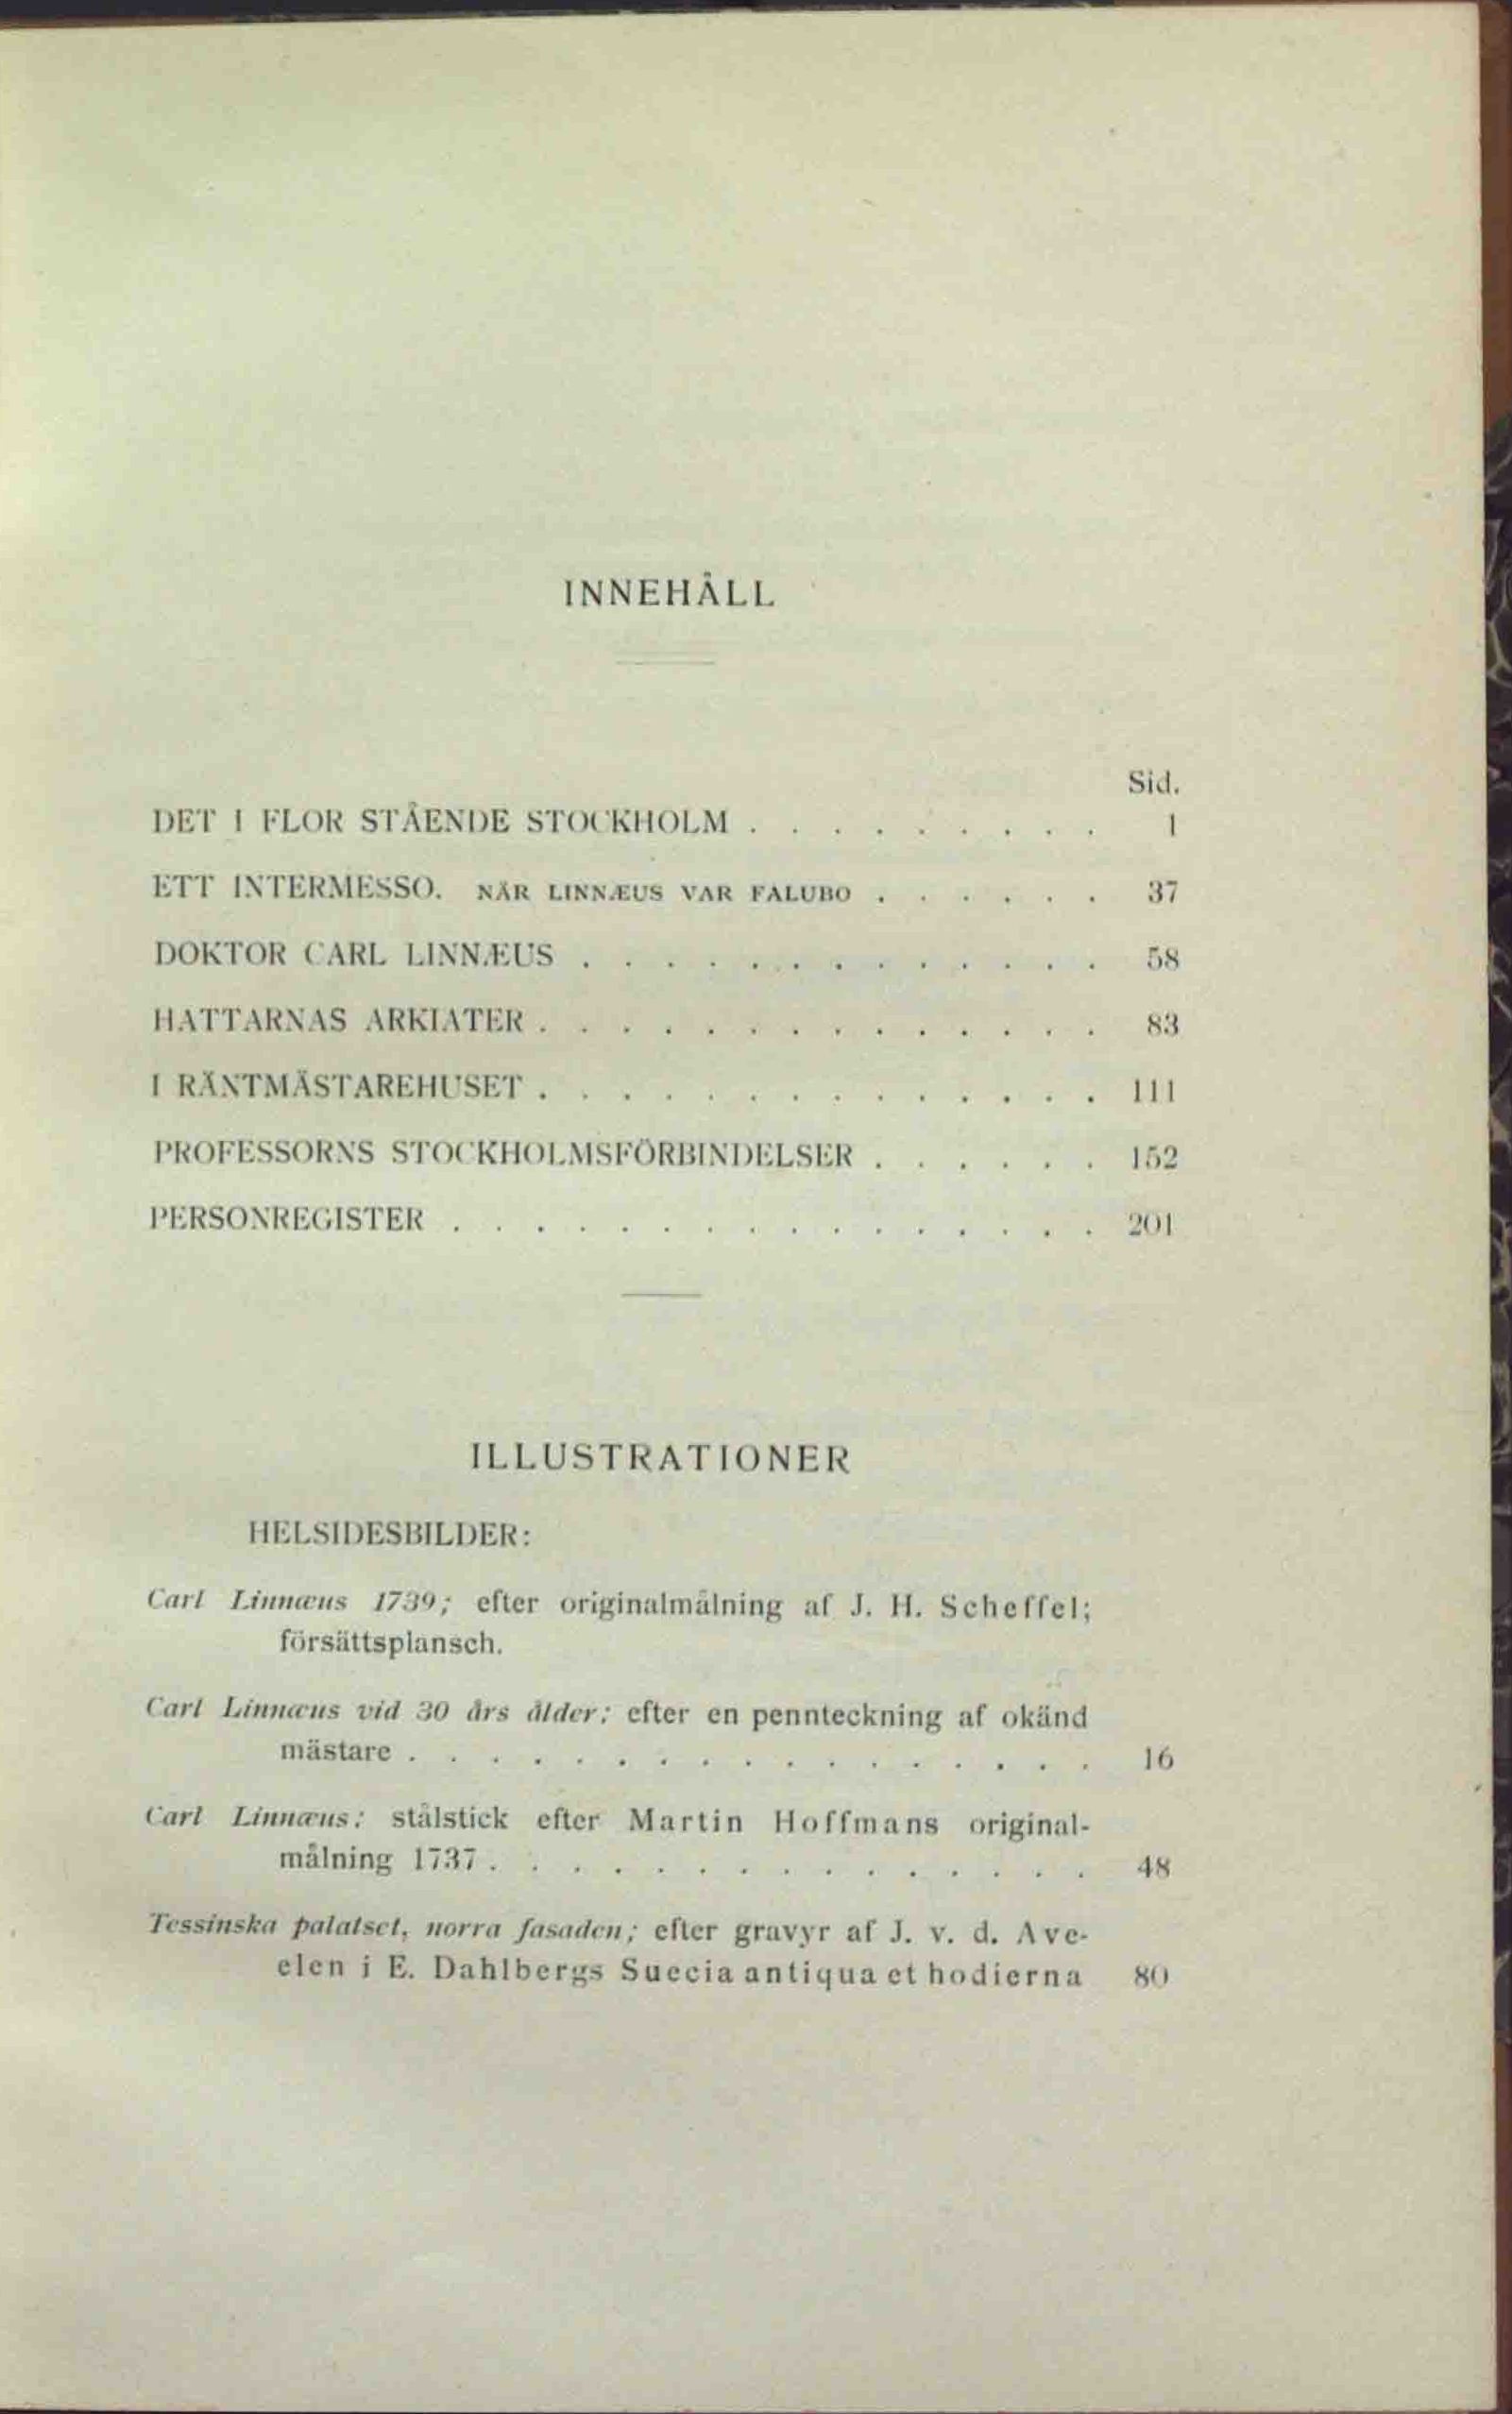 INNEHÅLL
Sid.
DET I FLOR STÅENDE STOCKHOLM . . . . . . . . . 1
ETT INTERMESSO. NÄR LINNÆUS VAR FALUBO . . . . . . 37
DOKTOR CARL LINNÆUS . . . . . . . . . . . . . 58
HATTARNAS ARKIATER . . . . . . . . . . . . . . 83
I RÄNTMÄSTAREHUSET . . . . . . . . . . . . . . 111
PROFESSORNS STOCKHOLMSFÖRBINDELSER . . . . . . 152
PERSONREGISTER . . . . . . . . . . . . . . . . 201
ILLUSTRATIONER
HELSIDESBILDER:
Carl Linnæus 1739; efter originalmålning af J. H. Scheffel;
försättsplansch.
Carl Linnæus vid 30 års ålder; efter en pennteckning af okänd
mästare . . . . . . . . . . . . . . . . . 16
Carl Linnæus; stålstick efter Martin Hoffmans original-
målning 1737 . . . . . . . . . . . . . . . 48
Tessinska palatset, norra fasaden; efter gravyr af J. v. d. Ave-
elen i E. Dahlbergs Suecia antiqua et hodierna 80